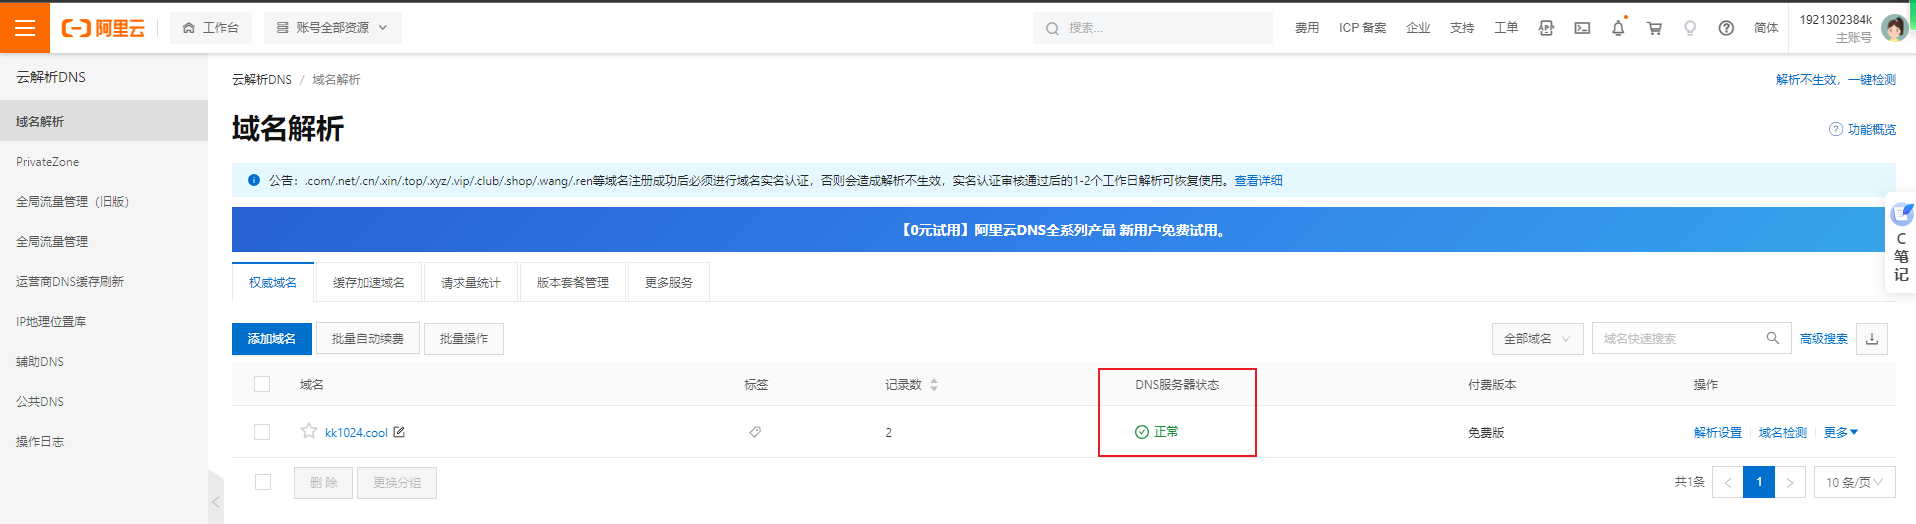 阿里云
工作台
账号全部资源
搜索...
费用 ICP 备案 企业 支持 工单 简体
1921302384k
主账号
云解析DNS
域名解析
PrivateZone
全局流量管理（旧版）
全局流量管理
运营商DNS缓存刷新
IP地理位置库
辅助DNS
公共DNS
操作日志
云解析DNS / 域名解析
解析不生效，一键检测
域名解析
功能概览
公告：.com/.net/.cn/.xin/.top/.xyz/.vip/.club/.shop/.wang/.ren等域名注册成功后必须进行域名实名认证，否则会造成解析不生效，实名认证审核通过后的1-2个工作日解析可恢复使用。查看详细
【0元试用】阿里云DNS全系列产品 新用户免费试用。
权威域名 缓存加速域名 请求量统计 版本套餐管理 更多服务
添加域名 批量自动续费 批量操作 全部域名 域名快速搜索 高级搜索
域名 标签 记录数 DNS服务器状态 付费版本 操作
kk1024.cool 2 正常 免费版 解析设置 域名检测 更多
删 除 更换分组 共1条 < 1 > 10 条/页
C
笔
记